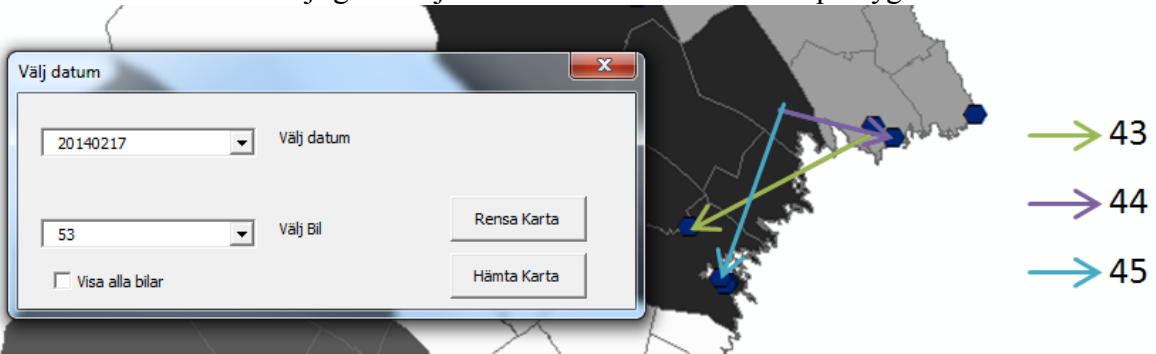 Välj datum
20140217
Välj datum
53
Välj Bil
Visa alla bilar
Rensa Karta
Hämta Karta
43
44
45